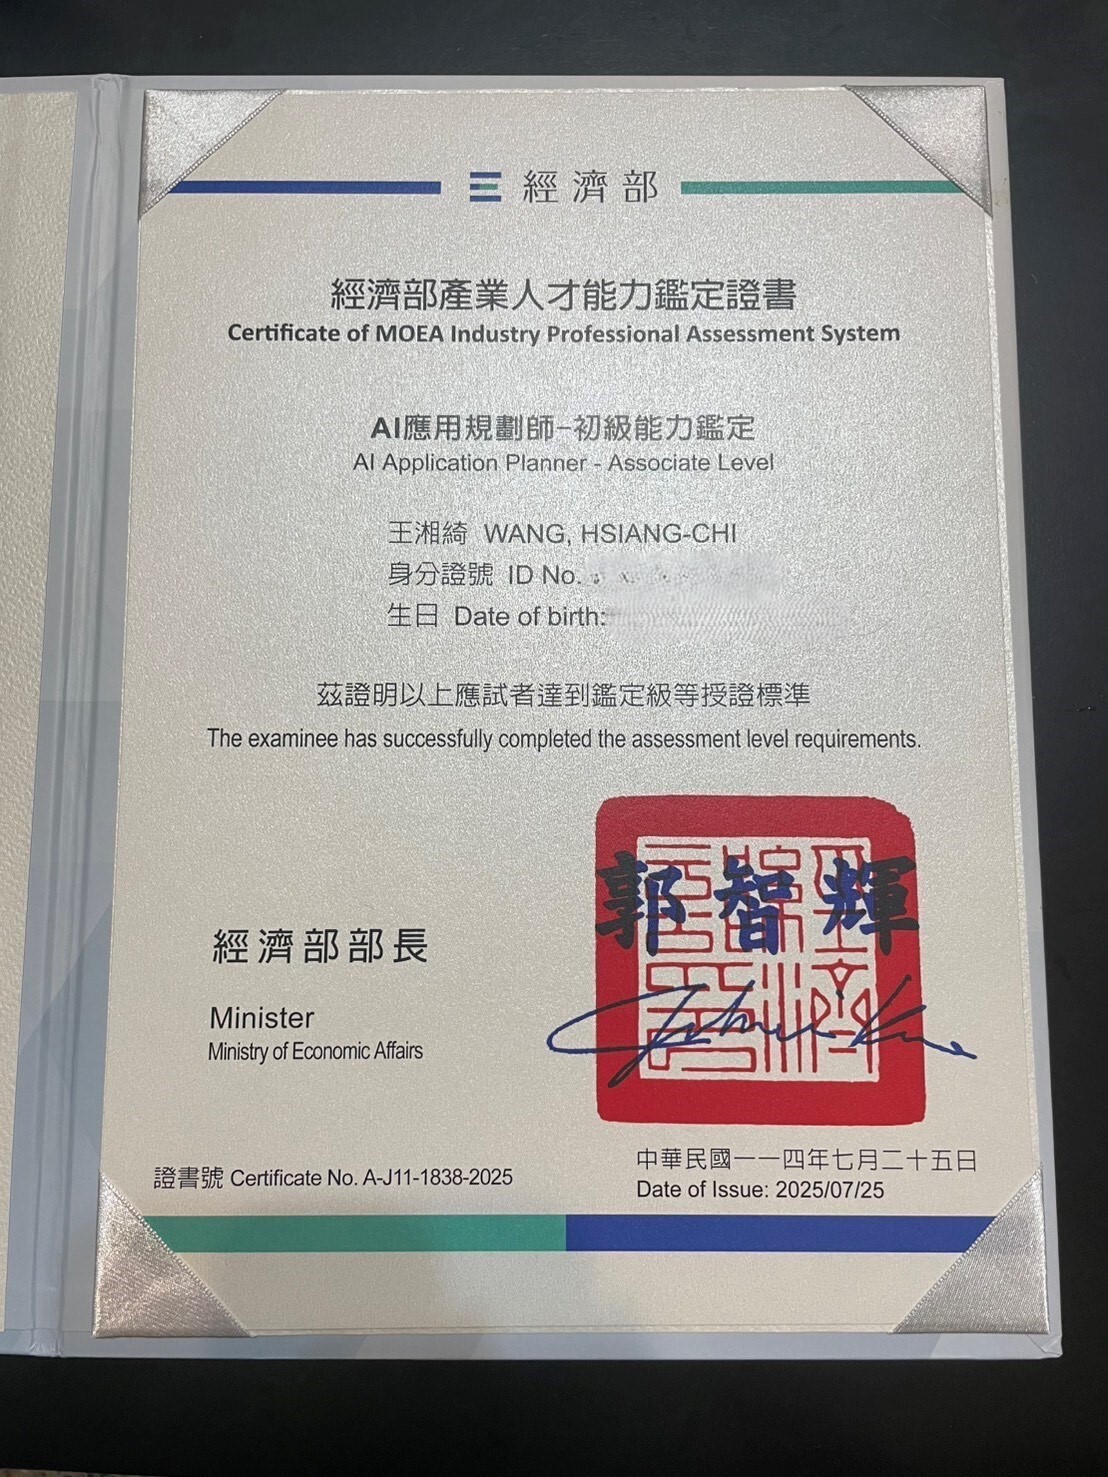 經濟部
經濟部產業人才能力鑑定證書
Certificate of MOEA Industry Professional Assessment System
AI應用規劃師-初級能力鑑定
AI Application Planner - Associate Level
王湘綺 WANG, HSIANG-CHI
身分證號 ID No.
生日 Date of birth:
茲證明以上應試者達到鑑定級等授證標準
The examinee has successfully completed the assessment level requirements.
郭智輝
經濟部部長
Minister
Ministry of Economic Affairs
證書號 Certificate No. A-J11-1838-2025
中華民國一一四年七月二十五日
Date of Issue: 2025/07/25